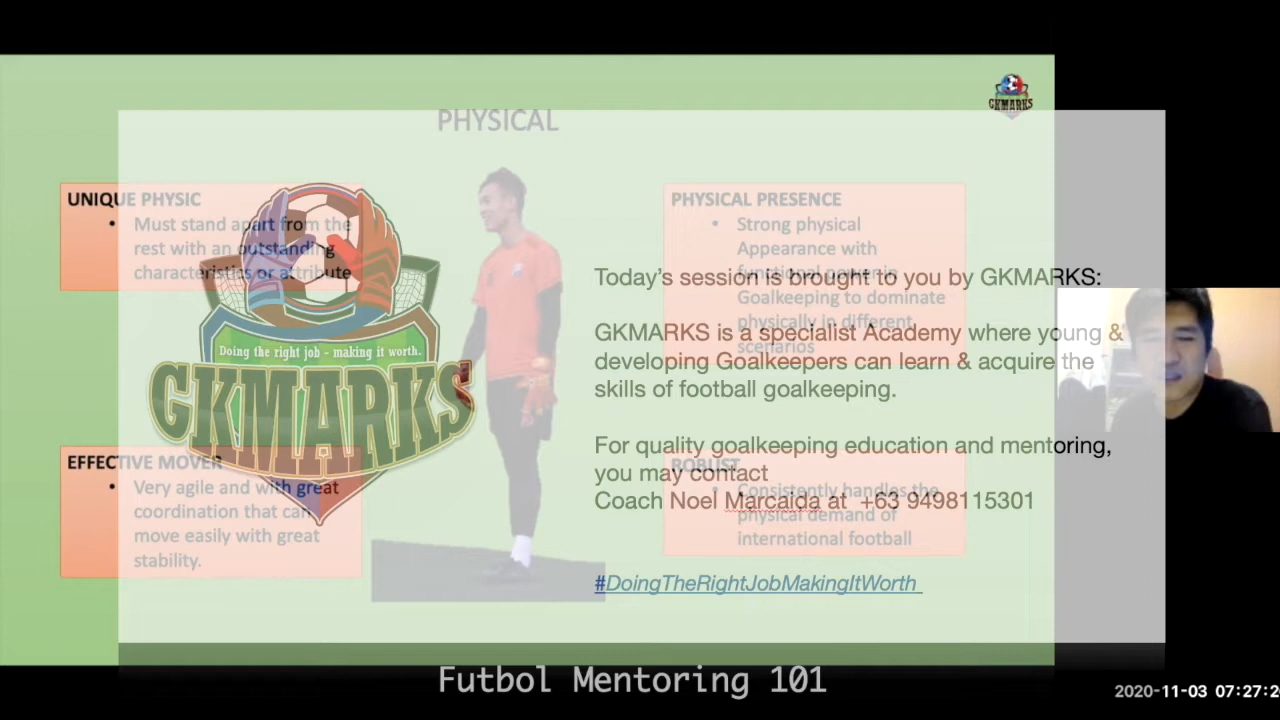 PHYSICAL
GKMARKS
UNIQUE PHYSIC
• Must stand apart from the
rest with an outstanding
characteristics or attribute
EFFECTIVE MOVER
• Very agile and with great
coordination that can
move easily with great
stability.
PHYSICAL PRESENCE
• Strong physical
Appearance with
functional power in
Goalkeeping to dominate
physically in different
scenarios
ROBUST
• Consistently handles the
physical demand of
international football
Doing the right job - making it worth.
GKMARKS
Today's session is brought to you by GKMARKS:
GKMARKS is a specialist Academy where young &
developing Goalkeepers can learn & acquire the
skills of football goalkeeping.
For quality goalkeeping education and mentoring,
you may contact
Coach Noel Marcaida at +63 9498115301
#DoingTheRightJobMakingItWorth
Futbol Mentoring 101
2020-11-03 07:27:2